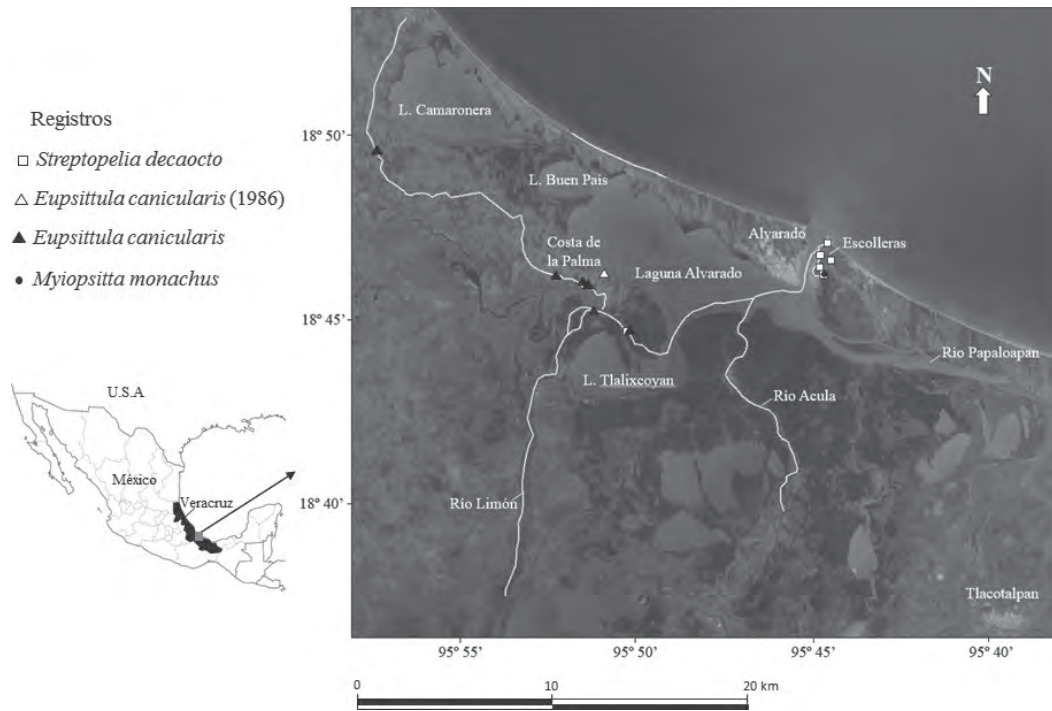 Registros
Streptopelia decaocto
Eupsittula canicularis (1986)
Eupsittula canicularis
Myiopsitta monachus
U.S.A
México
Veracruz
N
L. Camaronera
L. Buen Pais
Costa de
la Palma
Laguna Alvarado
Alvarado
Escolleras
Río Papaloapan
L. Tlalixcoyan
Río Acula
Río Limón
Tlacotalpan
18° 50’
18° 45’
18° 40’
95° 55’
95° 50’
95° 45’
95° 40’
0
10
20 km